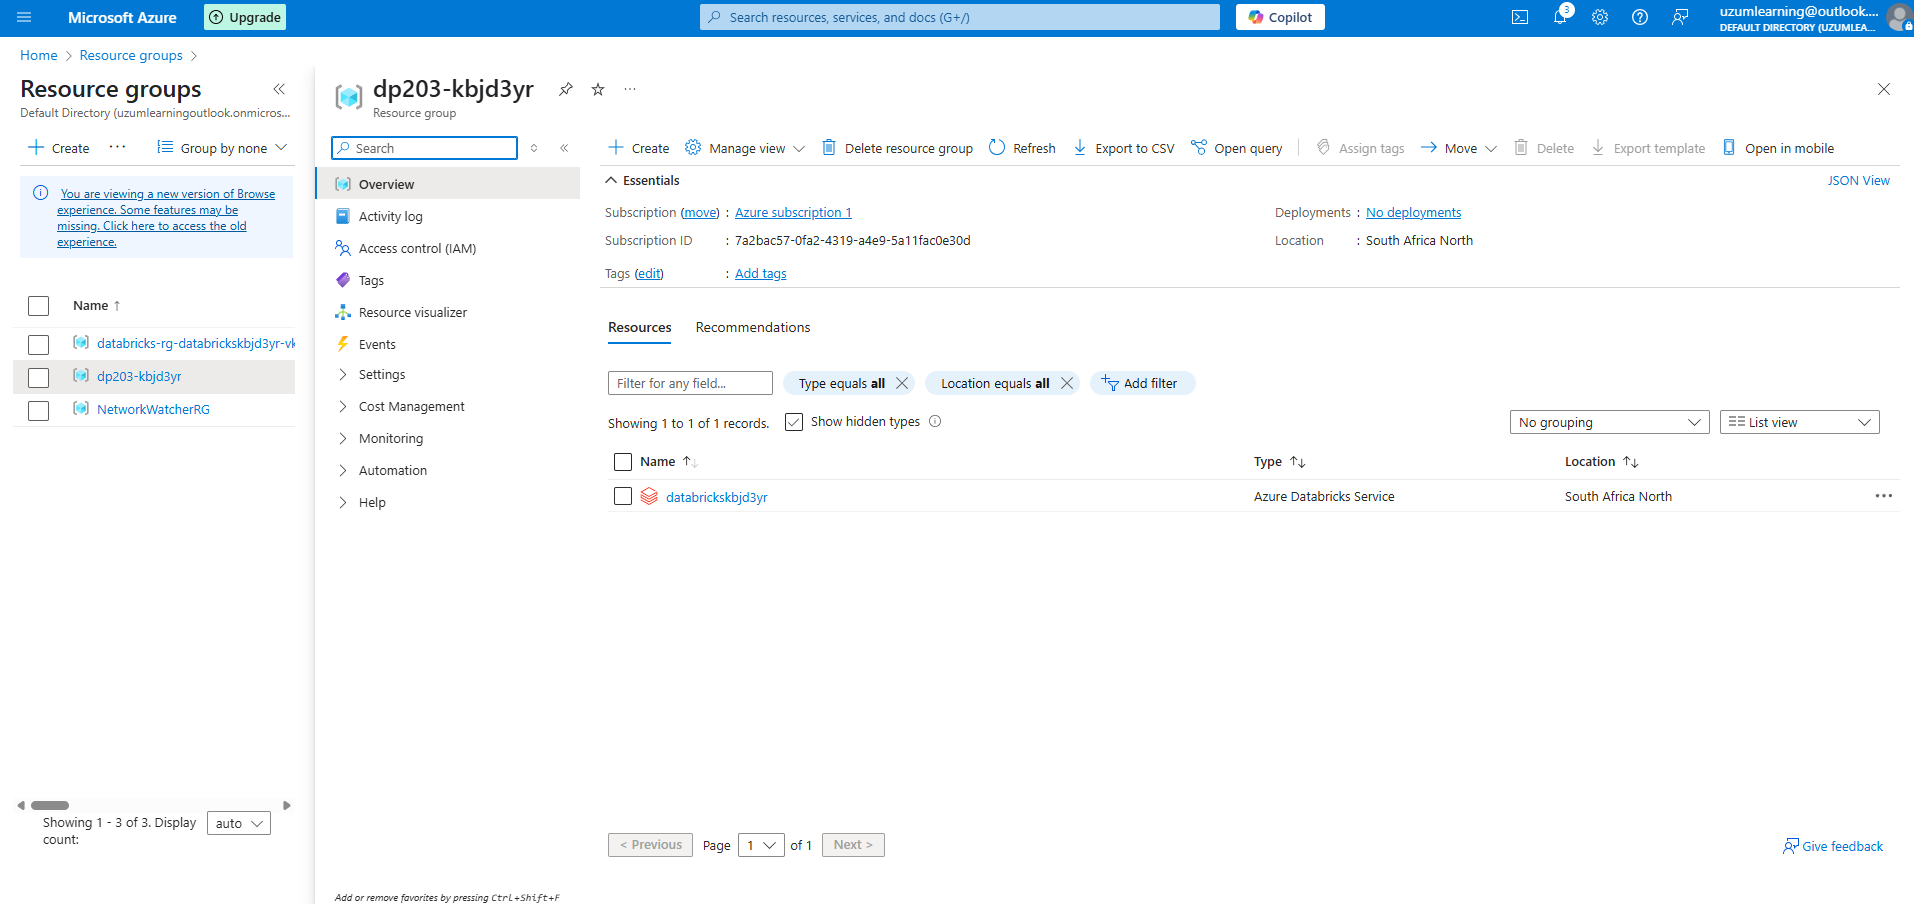 Microsoft Azure
Upgrade
Search resources, services, and docs (G+/)
Copilot
3
uzumlearning@outlook....
DEFAULT DIRECTORY (UZUMLEA...
Home
Resource groups
Resource groups
Default Directory (uzumlearningoutlook.onmicros...
Create
Group by none
You are viewing a new version of Browse
experience. Some features may be
missing. Click here to access the old
experience.
Name ↑
databricks-rg-databrickskbjd3yr-vk
dp203-kbjd3yr
NetworkWatcherRG
Showing 1 - 3 of 3. Display
count:
auto
dp203-kbjd3yr
Resource group
Search
Overview
Activity log
Access control (IAM)
Tags
Resource visualizer
Events
Settings
Cost Management
Monitoring
Automation
Help
Add or remove favorites by pressing Ctrl+Shift+F
Create
Manage view
Delete resource group
Refresh
Export to CSV
Open query
Assign tags
Move
Delete
Export template
Open in mobile
Essentials
JSON View
Subscription (move) : Azure subscription 1
Deployments : No deployments
Subscription ID : 7a2bac57-0fa2-4319-a4e9-5a11fac0e30d
Location : South Africa North
Tags (edit) : Add tags
Resources
Recommendations
Filter for any field...
Type equals all
Location equals all
Add filter
Showing 1 to 1 of 1 records.
Show hidden types
No grouping
List view
Name ↑↓
Type ↑↓
Location ↑↓
databrickskbjd3yr
Azure Databricks Service
South Africa North
< Previous
Page 1 of 1
Next >
Give feedback